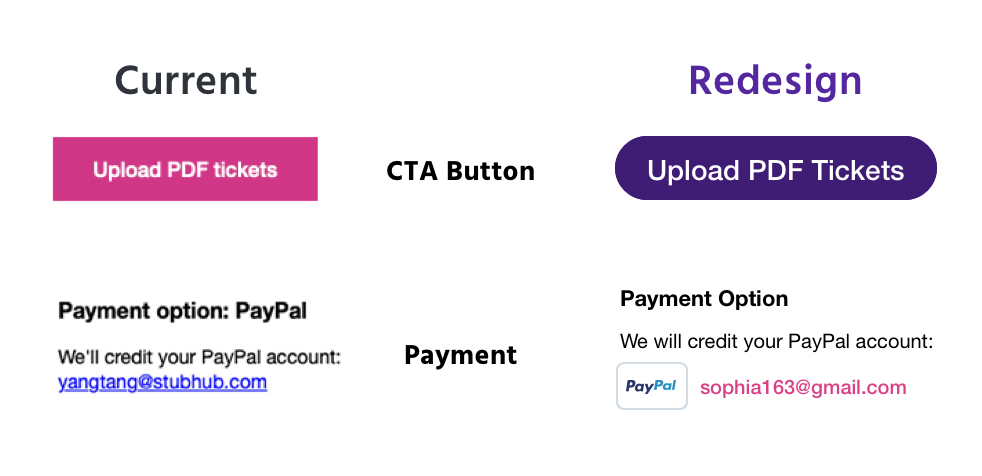 Current
Redesign
Upload PDF tickets
CTA Button
Upload PDF Tickets
Payment option: PayPal
We'll credit your PayPal account:
yangtang@stubhub.com
Payment
Payment Option
We will credit your PayPal account:
PayPal
sophia163@gmail.com